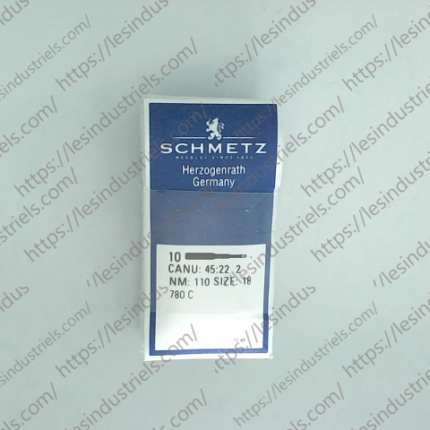 SCHMETZ
NEEDLES SINCE 1851
Herzogenrath
Germany
10
CANU: 45:22 2
NM: 110 SIZE 18
780 C
https://lesindustriels.com/